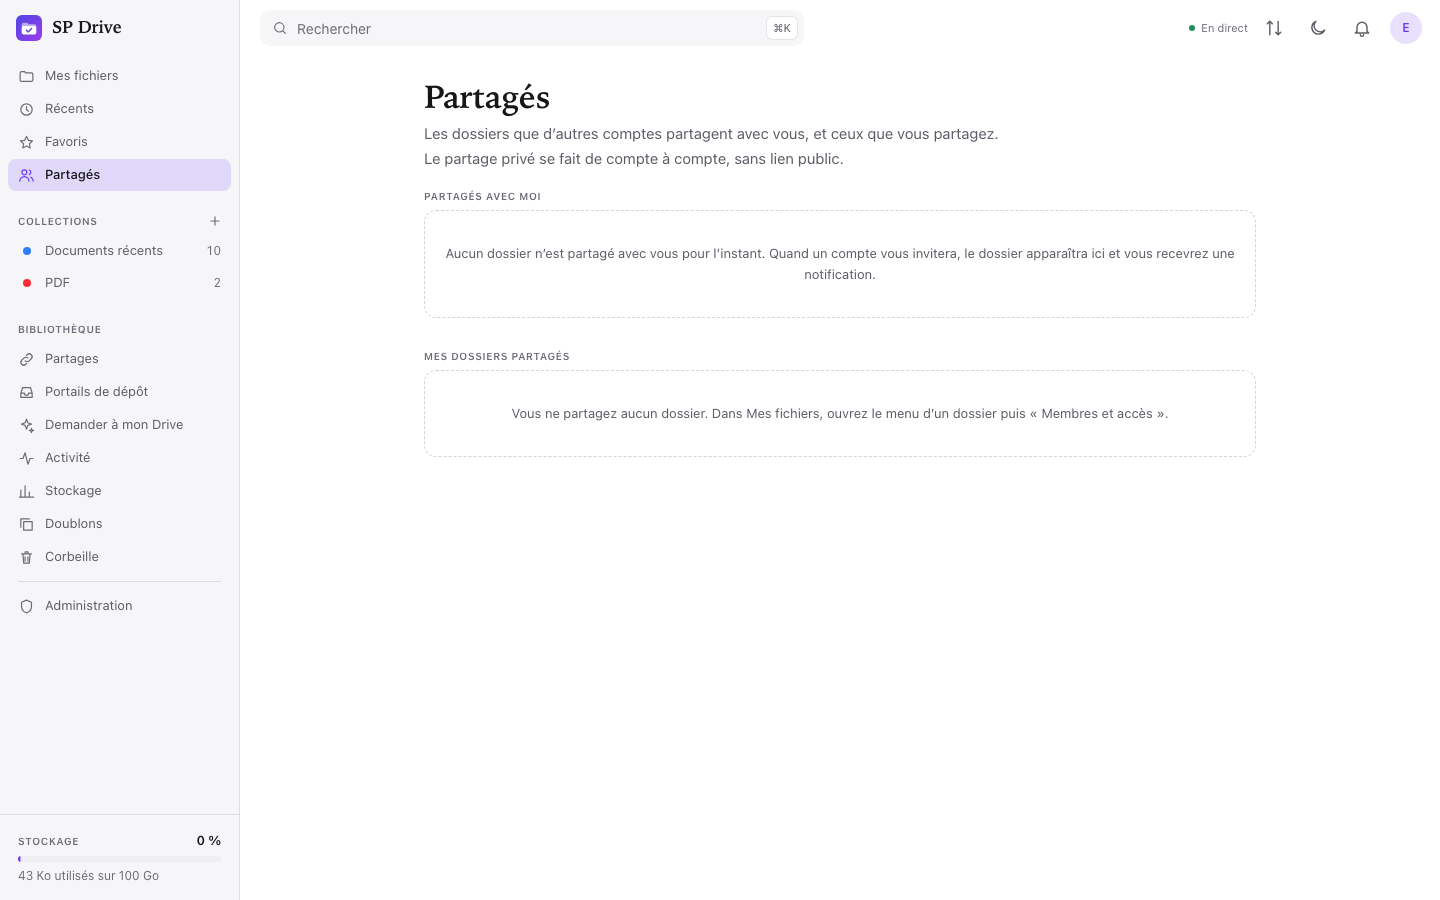 SP Drive
Rechercher
⌘K
En direct
E
Mes fichiers
Récents
Favoris
Partagés
COLLECTIONS
Documents récents 10
PDF 2
BIBLIOTHÈQUE
Partages
Portails de dépôt
Demander à mon Drive
Activité
Stockage
Doublons
Corbeille
Administration
STOCKAGE 0 %
43 Ko utilisés sur 100 Go
Partagés
Les dossiers que d’autres comptes partagent avec vous, et ceux que vous partagez.
Le partage privé se fait de compte à compte, sans lien public.
PARTAGÉS AVEC MOI
Aucun dossier n’est partagé avec vous pour l’instant. Quand un compte vous invitera, le dossier apparaîtra ici et vous recevrez une
notification.
MES DOSSIERS PARTAGÉS
Vous ne partagez aucun dossier. Dans Mes fichiers, ouvrez le menu d’un dossier puis « Membres et accès ».